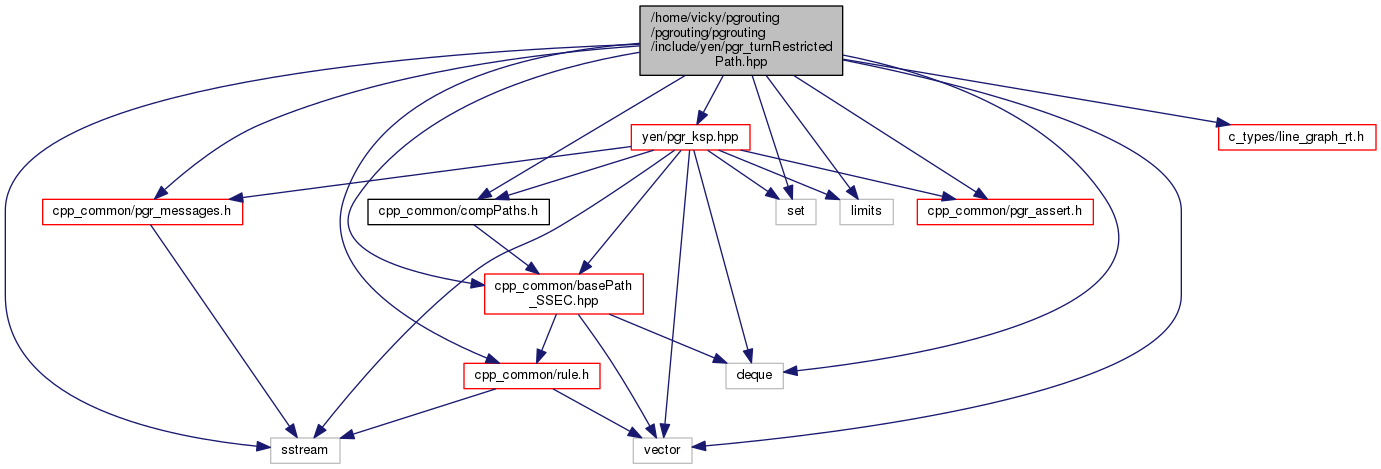 /home/vicky/pgrouting
/pgrouting/pgrouting
/include/yen/pgr_turnRestricted
Path.hpp
yen/pgr_ksp.hpp
c_types/line_graph_rt.h
cpp_common/pgr_messages.h
cpp_common/compPaths.h
set
limits
cpp_common/pgr_assert.h
cpp_common/basePath
_SSEC.hpp
cpp_common/rule.h
deque
sstream
vector